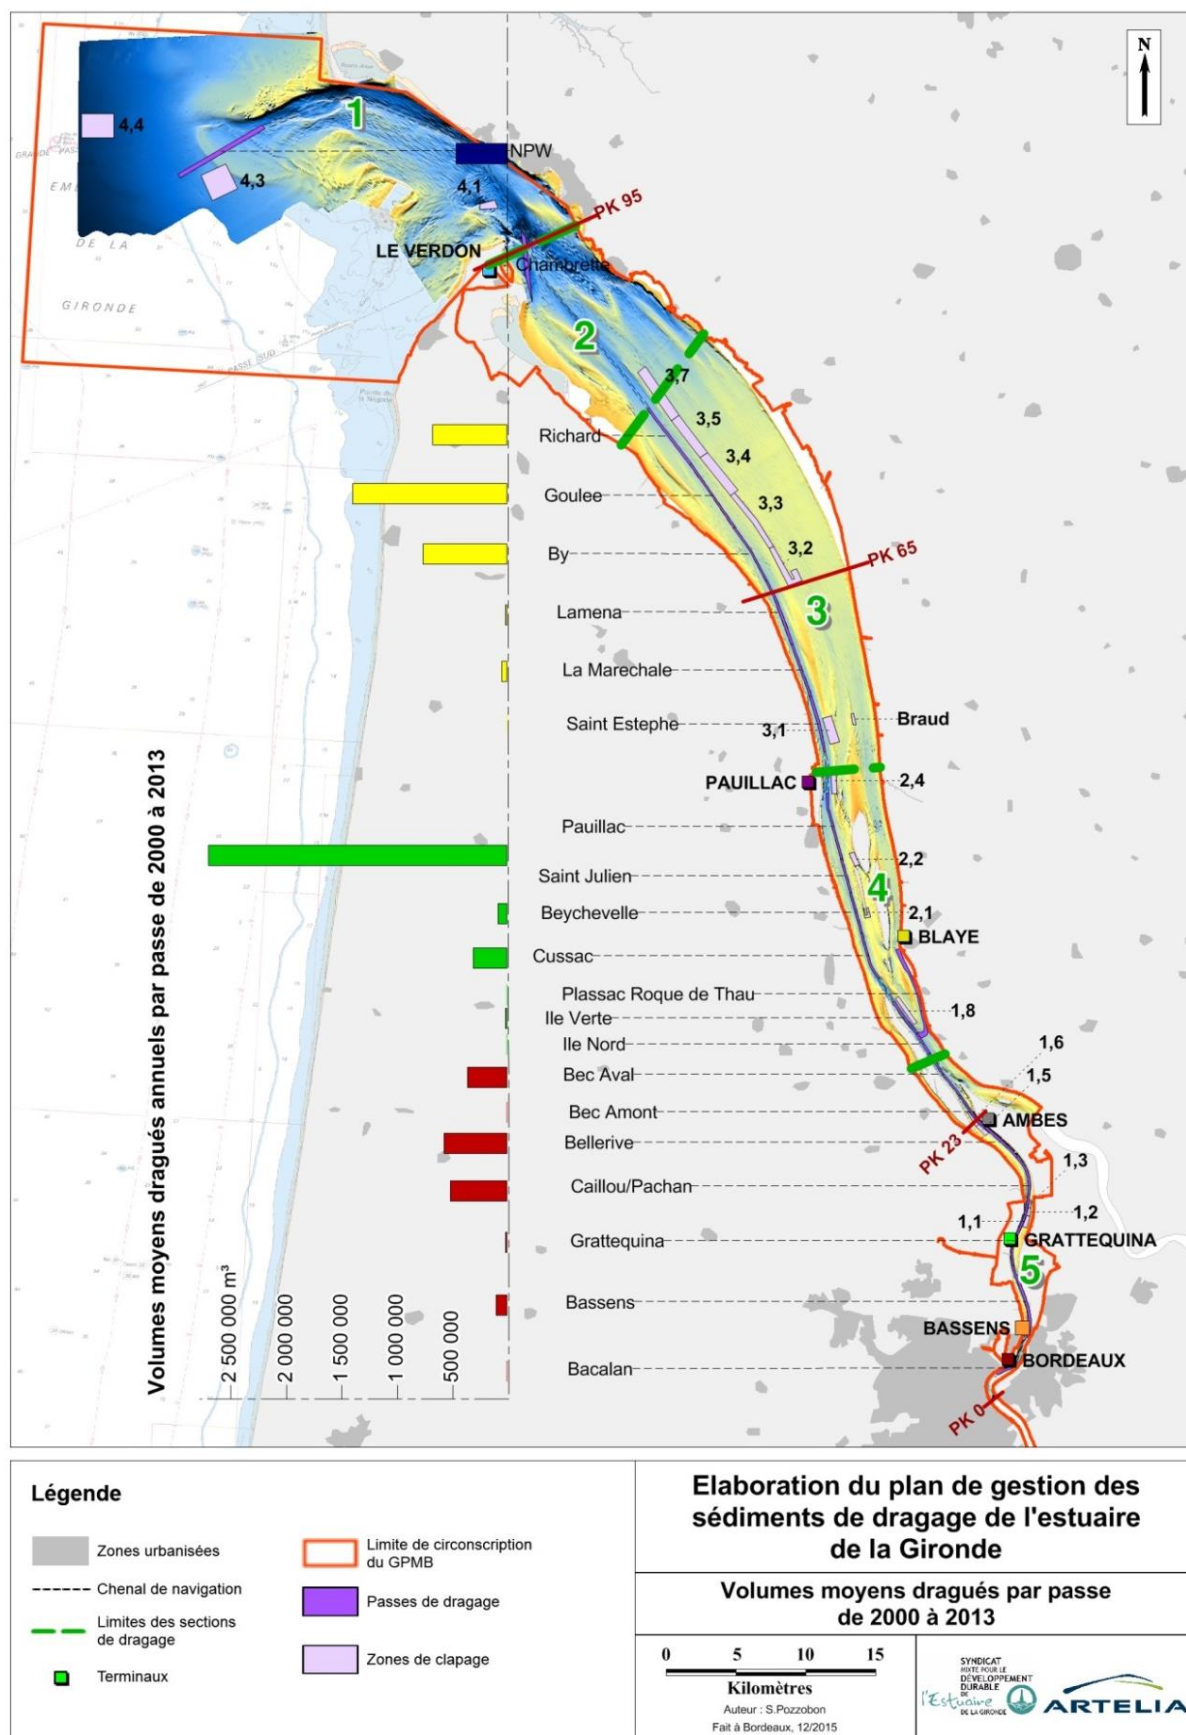 N
1
4,4
NPW
GRANDE
4,3
4,1
PK 95
DE LA
LE VERDON
Chambrette
GIRONDE
PASSE SUD
2
3,7
3,5
Richard
3,4
Goulee
3,3
By
3,2
PK 65
Lamena
3
La Marechale
Saint Estephe
Braud
3,1
PAUILLAC
2,4
Pauillac
2,2
Saint Julien
4
Beychevelle
2,1
BLAYE
Cussac
Plassac Roque de Thau
Ile Verte
1,8
Ile Nord
1,6
Bec Aval
1,5
Bec Amont
AMBES
Bellerive
PK 23
1,3
Caillou/Pachan
1,1
1,2
Grattequina
GRATTEQUINA
5
Bassens
BASSENS
BORDEAUX
Bacalan
PK 0
Volumes moyens dragués annuels par passe de 2000 à 2013
2 500 000 m³
2 000 000
1 500 000
1 000 000
500 000
Légende
Zones urbanisées
Chenal de navigation
Limites des sections
de dragage
Terminaux
Limite de circonscription
du GPMB
Passes de dragage
Zones de clapage
Elaboration du plan de gestion des
sédiments de dragage de l'estuaire
de la Gironde
Volumes moyens dragués par passe
de 2000 à 2013
0 5 10 15
Kilomètres
Auteur : S.Pozzobon
Fait à Bordeaux, 12/2015
SYNDICAT
MIXTE POUR LE
DÉVELOPPEMENT
DURABLE DE
l'Estuaire
DE LA GIRONDE
ARTELIA